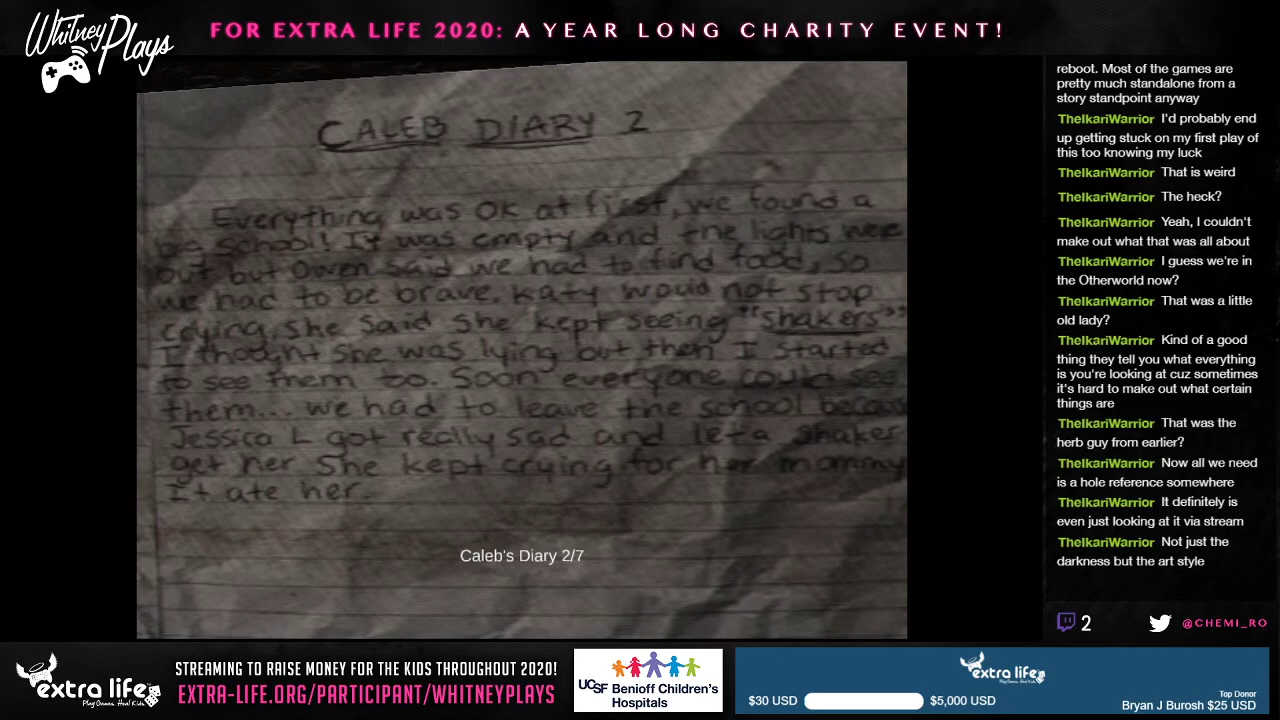 Whitney Plays
FOR EXTRA LIFE 2020: A YEAR LONG CHARITY EVENT!
CALEB DIARY 2
Everything was OK at first, we found a
big school! It was empty and the lights were
out but Owen said we had to find food, so
we had to be brave. Katy would not stop
crying, she said she kept seeing "shakers"
I thought she was lying but then I started
to see them too. Soon everyone could see
them... we had to leave the school becaus
Jessica L got really sad and let a shaker
get her she kept crying for her mommy
It ate her.
Caleb's Diary 2/7
reboot. Most of the games are
pretty much standalone from a
story standpoint anyway
TheIkariWarrior I'd probably end
up getting stuck on my first play of
this too knowing my luck
TheIkariWarrior That is weird
TheIkariWarrior The heck?
TheIkariWarrior Yeah, I couldn't
make out what that was all about
TheIkariWarrior I guess we're in
the Otherworld now?
TheIkariWarrior That was a little
old lady?
TheIkariWarrior Kind of a good
thing they tell you what everything
is you're looking at cuz sometimes
it's hard to make out what certain
things are
TheIkariWarrior That was the
herb guy from earlier?
TheIkariWarrior Now all we need
is a hole reference somewhere
TheIkariWarrior It definitely is
even just looking at it via stream
TheIkariWarrior Not just the
darkness but the art style
2 @CHEMI_RO
extra life
Play Games. Heal Kids.
STREAMING TO RAISE MONEY FOR THE KIDS THROUGHOUT 2020!
EXTRA-LIFE.ORG/PARTICIPANT/WHITNEYPLAYS
UCSF Benioff Children's
Hospitals
extra life
Play Games. Heal Kids.
$30 USD $5,000 USD
Top Donor
Bryan J Burosh $25 USD